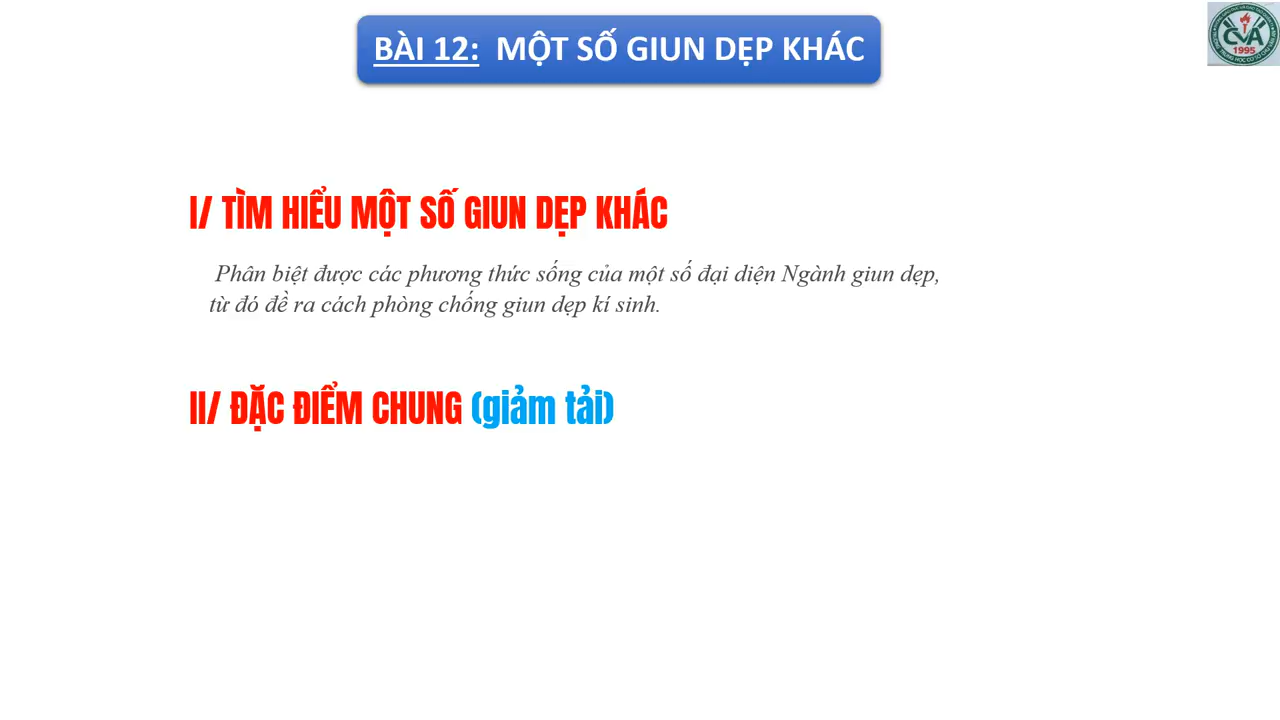 BÀI 12: MỘT SỐ GIUN DẸP KHÁC
CVA
1995
I/ TÌM HIỂU MỘT SỐ GIUN DẸP KHÁC
Phân biệt được các phương thức sống của một số đại diện Ngành giun dẹp,
từ đó đề ra cách phòng chống giun dẹp kí sinh.
II/ ĐẶC ĐIỂM CHUNG (giảm tải)